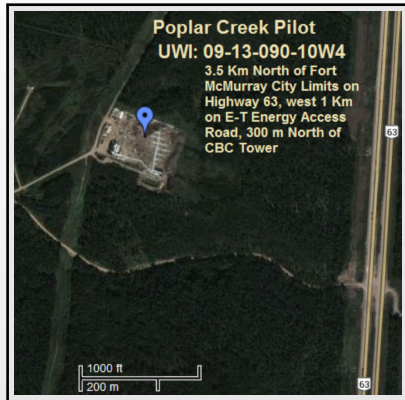 Poplar Creek Pilot
UWI: 09-13-090-10W4
3.5 Km North of Fort
McMurray City Limits on
Highway 63, west 1 Km
on E-T Energy Access
Road, 300 m North of
CBC Tower
63
1000 ft
200 m
63